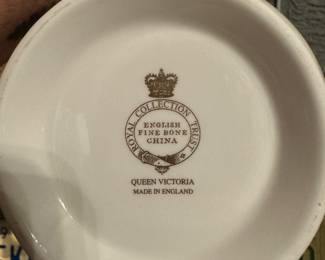 ROYAL COLLECTION TRUST
ENGLISH
FINE BONE
CHINA
QUEEN VICTORIA
MADE IN ENGLAND